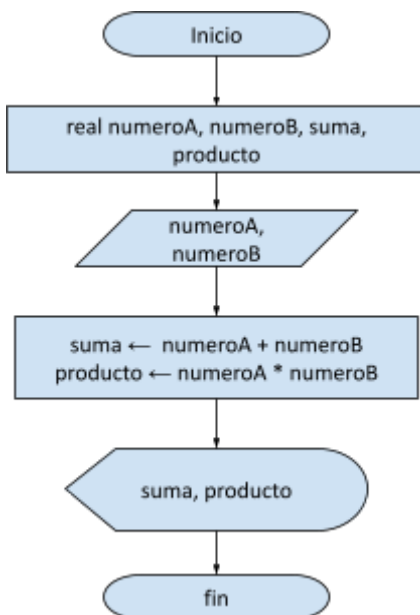 Inicio
real numeroA, numeroB, suma,
producto
numeroA,
numeroB
suma ← numeroA + numeroB
producto ← numeroA * numeroB
suma, producto
fin